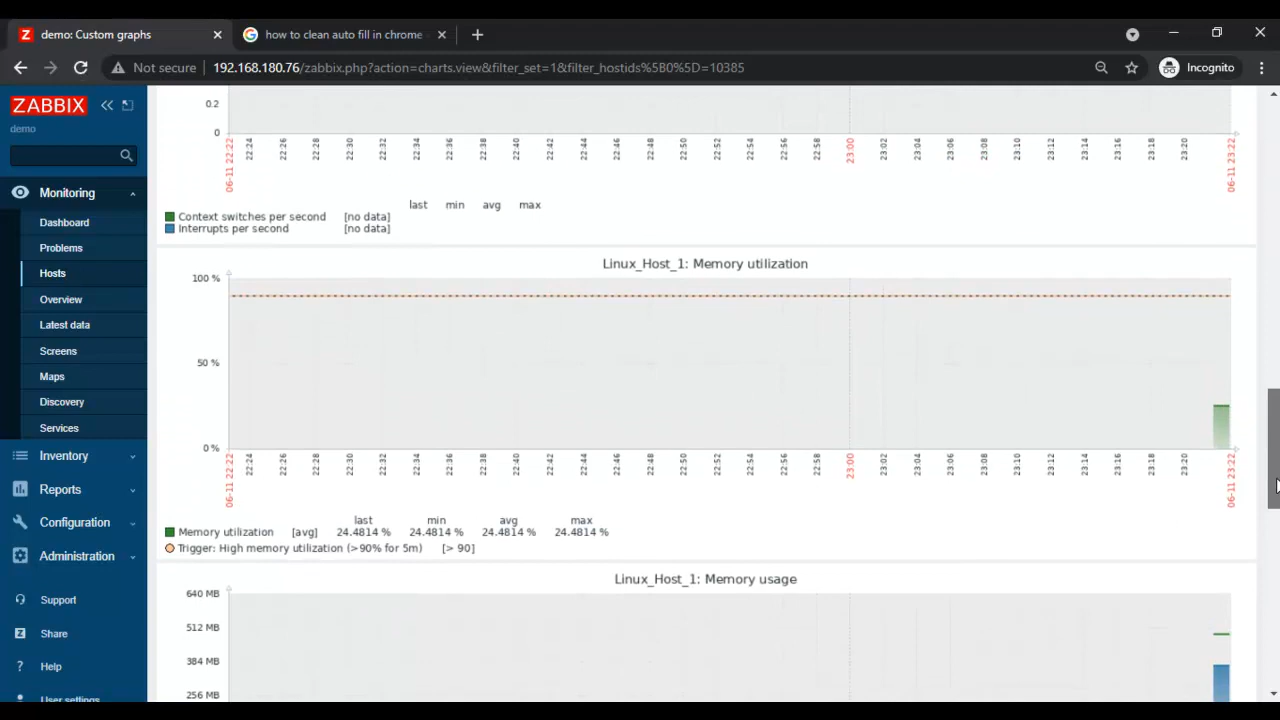 demo: Custom graphs
how to clean auto fill in chrome
Not secure
192.168.180.76/zabbix.php?action=charts.view&filter_set=1&filter_hostids%5B0%5D=10385
Incognito
ZABBIX
demo
Monitoring
Dashboard
Problems
Hosts
Overview
Latest data
Screens
Maps
Discovery
Services
Inventory
Reports
Configuration
Administration
Support
Share
Help
User settings
0.2
0
06-11 22:22 22:24 22:26 22:28 22:30 22:32 22:34 22:36 22:38 22:40 22:42 22:44 22:46 22:48 22:50 22:52 22:54 22:56 22:58 23:00 23:02 23:04 23:06 23:08 23:10 23:12 23:14 23:16 23:18 23:20 06-11 23:22
last min avg max
Context switches per second [no data]
Interrupts per second [no data]
Linux_Host_1: Memory utilization
100 %
50 %
0 %
06-11 22:22 22:24 22:26 22:28 22:30 22:32 22:34 22:36 22:38 22:40 22:42 22:44 22:46 22:48 22:50 22:52 22:54 22:56 22:58 23:00 23:02 23:04 23:06 23:08 23:10 23:12 23:14 23:16 23:18 23:20 06-11 23:22
last min avg max
Memory utilization [avg] 24.4814 % 24.4814 % 24.4814 % 24.4814 %
Trigger: High memory utilization (>90% for 5m) [> 90]
Linux_Host_1: Memory usage
640 MB
512 MB
384 MB
256 MB